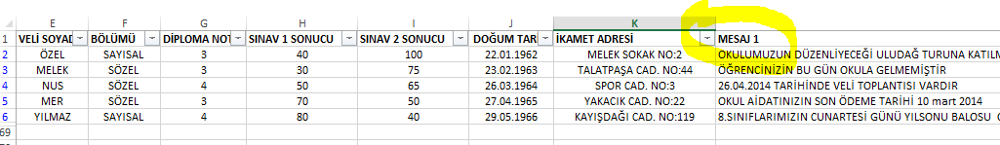 E F G H I J K
1 VELİ SOYAD BÖLÜMÜ DİPLOMA NOT SINAV 1 SONUCU SINAV 2 SONUCU DOĞUM TAR İKAMET ADRESİ MESAJ 1
2 ÖZEL SAYISAL 3 40 100 22.01.1962 MELEK SOKAK NO:2 OKULUMUZUN DÜZENLİYECEĞİ ULUDAĞ TURUNA KATILM
3 MELEK SÖZEL 3 30 75 23.02.1963 TALATPAŞA CAD. NO:44 ÖĞRENCİNİZİN BU GÜN OKULA GELMEMİŞTİR
4 NUS SÖZEL 4 50 65 26.03.1964 SPOR CAD. NO:3 26.04.2014 TARİHİNDE VELİ TOPLANTISI VARDIR
5 MER SÖZEL 3 70 50 27.04.1965 YAKACIK CAD. NO:22 OKUL AİDATINIZIN SON ÖDEME TARİHİ 10 mart 2014
6 YILMAZ SAYISAL 4 80 40 29.05.1966 KAYIŞDAĞI CAD. NO:119 8.SINIFLARIMIZIN CUNARTESİ GÜNÜ YILSONU BALOSU
69
70